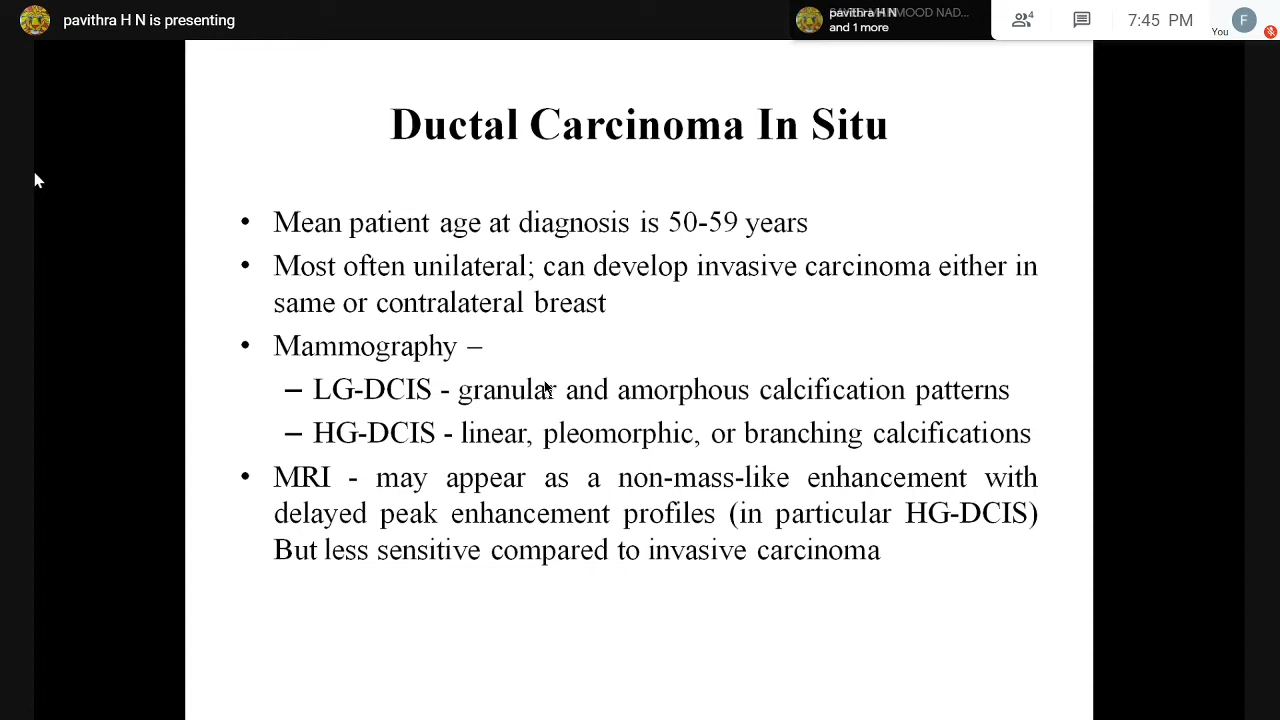 pavithra H N is presenting
pavithra H N
and 1 more
4
7:45 PM
F
You
Ductal Carcinoma In Situ
• Mean patient age at diagnosis is 50-59 years
• Most often unilateral; can develop invasive carcinoma either in
same or contralateral breast
• Mammography –
– LG-DCIS - granular and amorphous calcification patterns
– HG-DCIS - linear, pleomorphic, or branching calcifications
• MRI - may appear as a non-mass-like enhancement with
delayed peak enhancement profiles (in particular HG-DCIS)
But less sensitive compared to invasive carcinoma